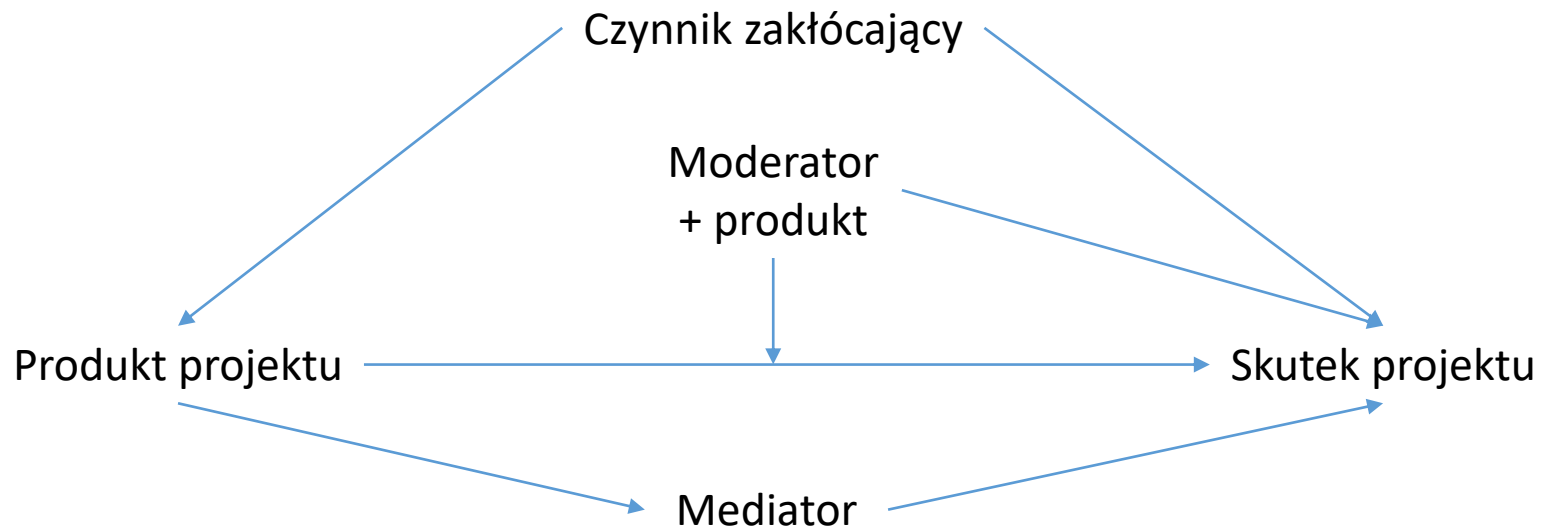 Czynnik zakłócający
Moderator
+ produkt
Produkt projektu
Skutek projektu
Mediator